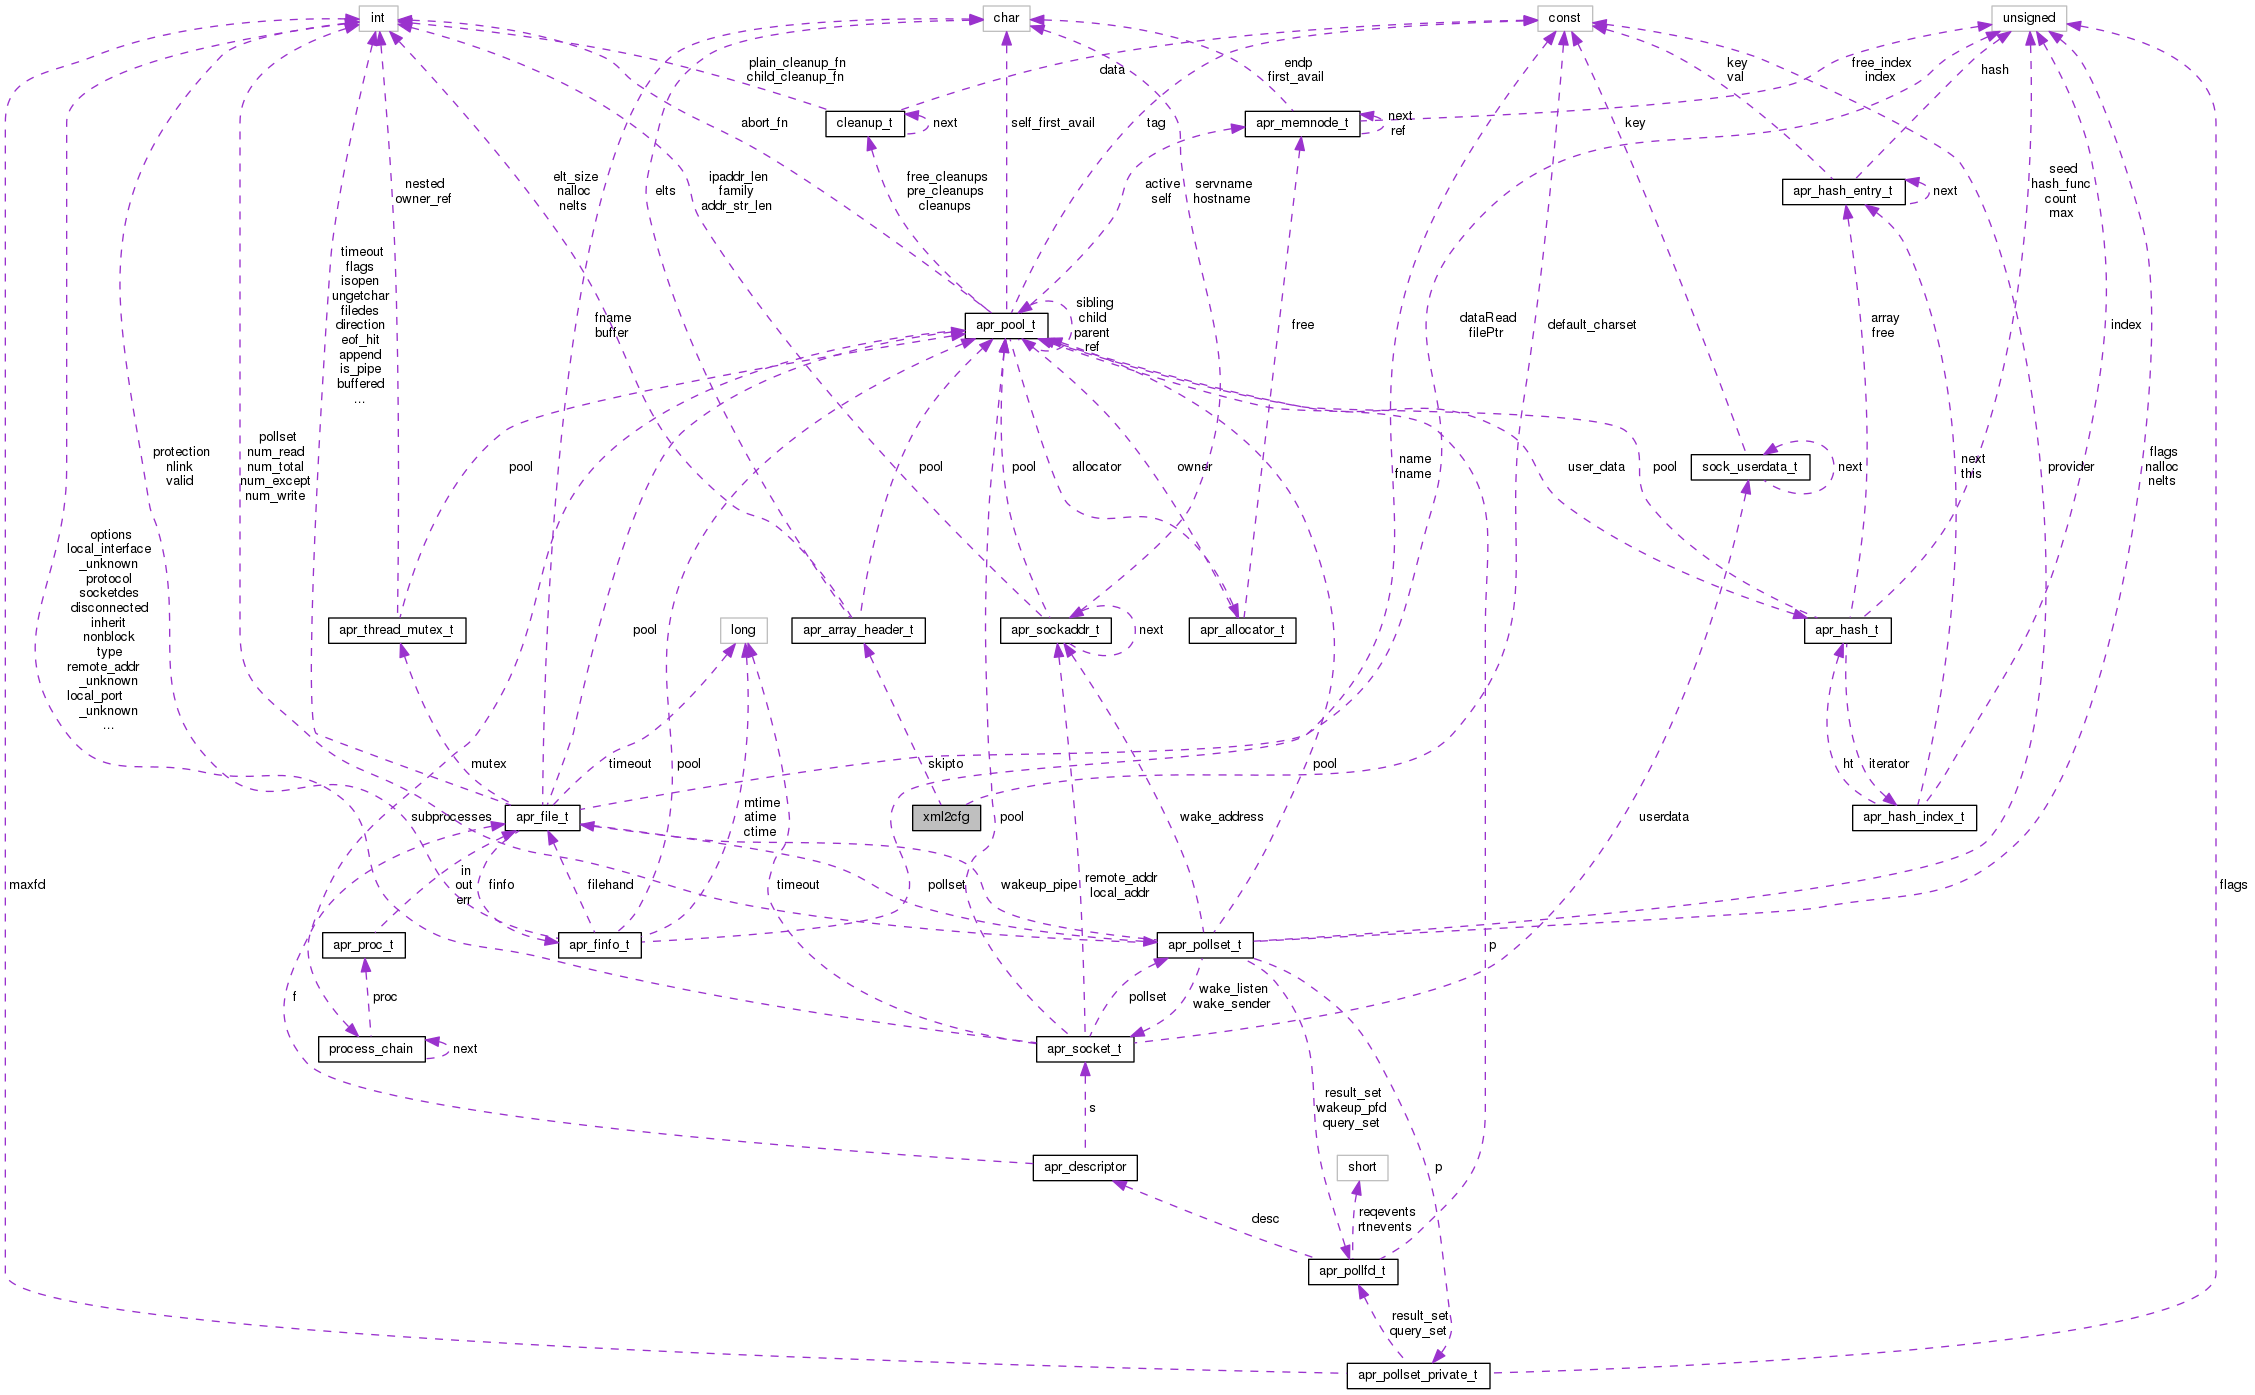 int
char
const
unsigned
plain_cleanup_fn
child_cleanup_fn
data
endp
first_avail
key
val
free_index
index
hash
cleanup_t
next
apr_memnode_t
next
ref
abort_fn
self_first_avail
tag
key
apr_hash_entry_t
next
nested
owner_ref
elt_size
nalloc
nelts
elts
ipaddr_len
family
addr_str_len
free_cleanups
pre_cleanups
cleanups
active
self
servname
hostname
seed
hash_func
count
max
timeout
flags
isopen
ungetchar
filedes
direction
eof_hit
append
is_pipe
buffered
...
fname
buffer
apr_pool_t
sibling
child
parent
ref
free
dataRead
filePtr
default_charset
array
free
index
protection
nlink
valid
pollset
num_read
num_total
num_except
num_write
pool
pool
pool
allocator
owner
name
fname
user_data
pool
sock_userdata_t
next
next
this
provider
flags
nalloc
nelts
options
local_interface
_unknown
protocol
socketdes
disconnected
inherit
nonblock
type
remote_addr
_unknown
local_port
_unknown
...
apr_thread_mutex_t
pool
long
apr_array_header_t
apr_sockaddr_t
next
apr_allocator_t
apr_hash_t
mutex
timeout
pool
skipto
pool
ht
iterator
subprocesses
apr_file_t
mtime
atime
ctime
xml2cfg
pool
wake_address
userdata
apr_hash_index_t
maxfd
in
out
err
finfo
filehand
timeout
pollset
wakeup_pipe
remote_addr
local_addr
flags
apr_proc_t
apr_finfo_t
apr_pollset_t
p
f
proc
pollset
wake_listen
wake_sender
process_chain
next
apr_socket_t
s
result_set
wakeup_pfd
query_set
apr_descriptor
short
p
desc
reqevents
rtnevents
apr_pollfd_t
result_set
query_set
apr_pollset_private_t